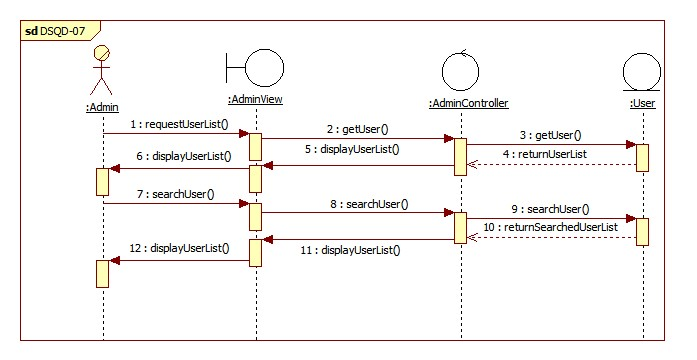 sd DSQD-07
:Admin
:AdminView
:AdminController
:User
1 : requestUserList()
2 : getUser()
3 : getUser()
4 : returnUserList
5 : displayUserList()
6 : displayUserList()
7 : searchUser()
8 : searchUser()
9 : searchUser()
10 : returnSearchedUserList
11 : displayUserList()
12 : displayUserList()